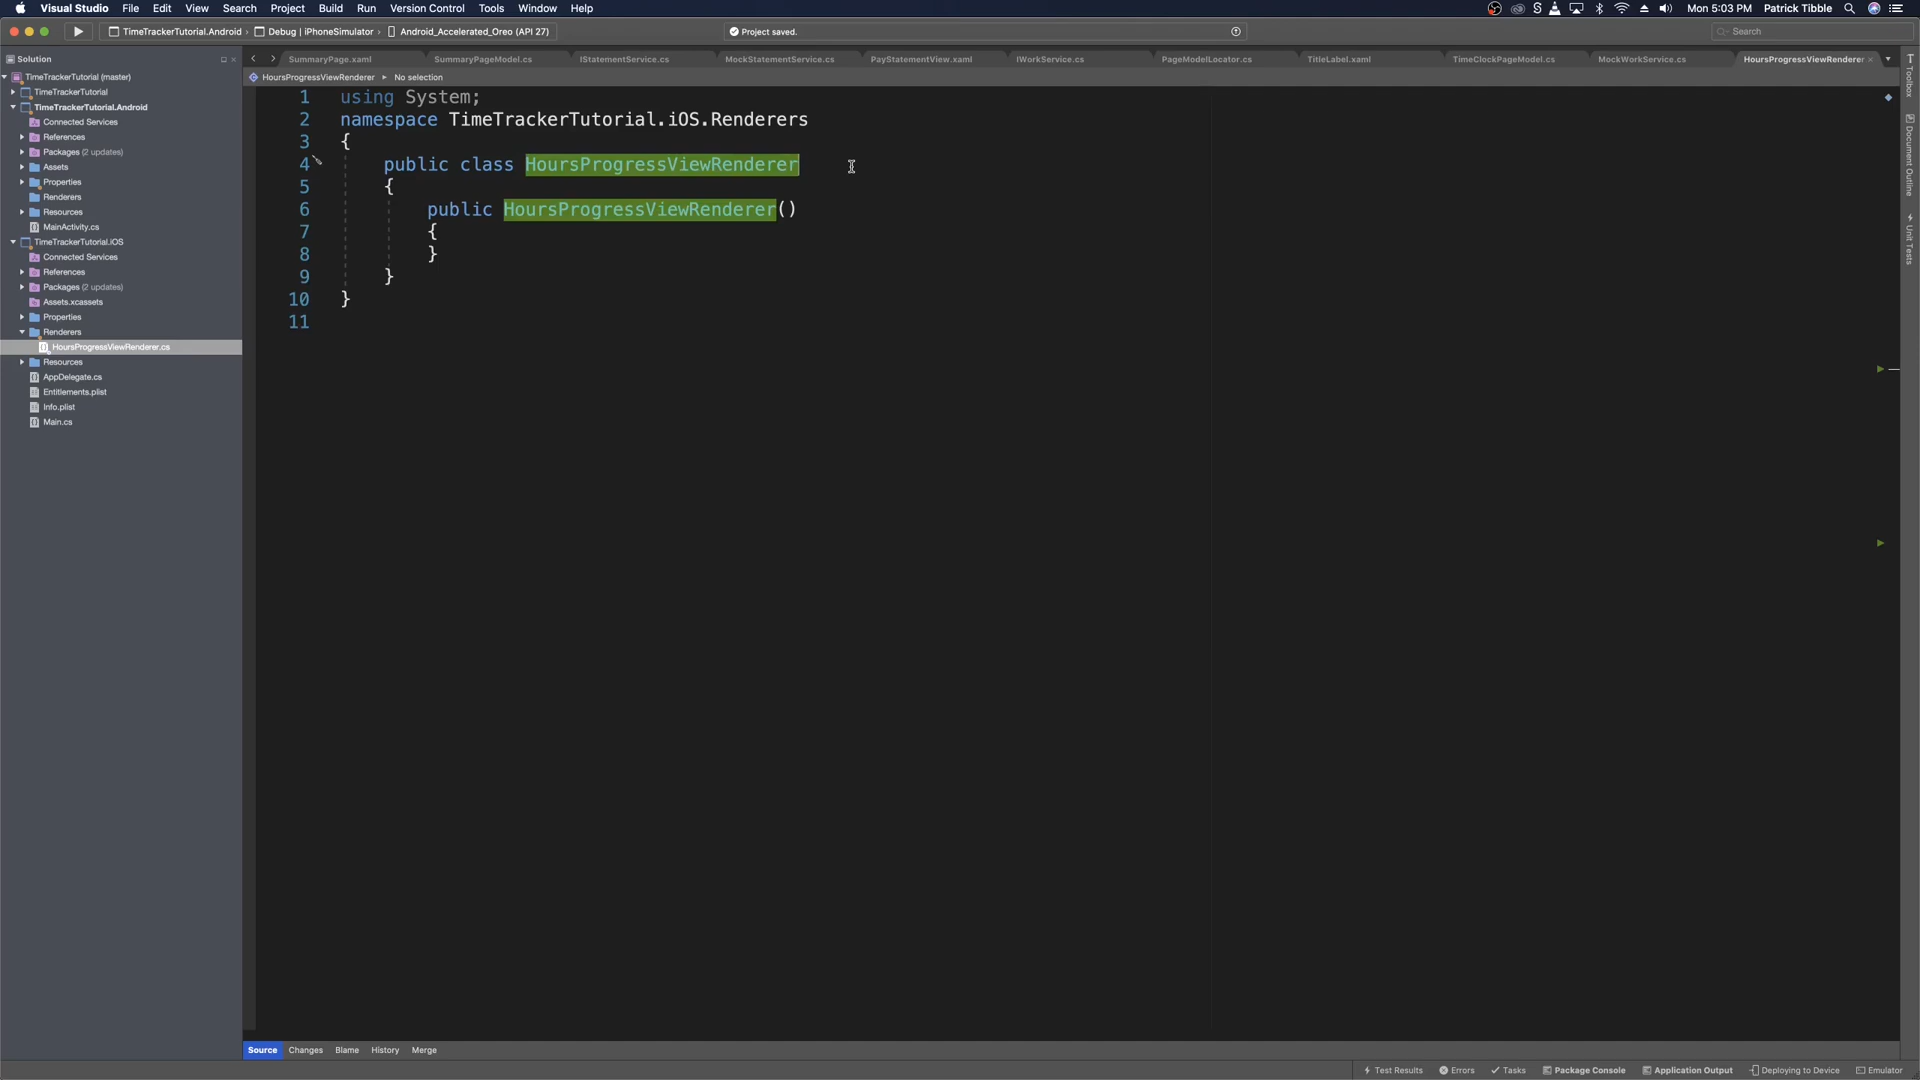 Visual Studio File Edit View Search Project Build Run Version Control Tools Window Help Mon 5:03 PM Patrick Tibble
TimeTrackerTutorial.Android Debug | iPhoneSimulator Android_Accelerated_Oreo (API 27) Project saved. Search
Solution
SummaryPage.xaml SummaryPageModel.cs IStatementService.cs MockStatementService.cs PayStatementView.xaml IWorkService.cs PageModelLocator.cs TitleLabel.xaml TimeClockPageModel.cs MockWorkService.cs HoursProgressViewRenderer
HoursProgressViewRenderer No selection
TimeTrackerTutorial (master)
TimeTrackerTutorial
TimeTrackerTutorial.Android
Connected Services
References
Packages (2 updates)
Assets
Properties
Renderers
Resources
MainActivity.cs
TimeTrackerTutorial.iOS
Connected Services
References
Packages (2 updates)
Assets.xcassets
Properties
Renderers
HoursProgressViewRenderer.cs
Resources
AppDelegate.cs
Entitlements.plist
Info.plist
Main.cs
1 using System;
2 namespace TimeTrackerTutorial.iOS.Renderers
3 {
4 public class HoursProgressViewRenderer
5 {
6 public HoursProgressViewRenderer()
7 {
8 }
9 }
10 }
11
Toolbox
Document Outline
Unit Tests
Source Changes Blame History Merge
Test Results Errors Tasks Package Console Application Output Deploying to Device Emulator